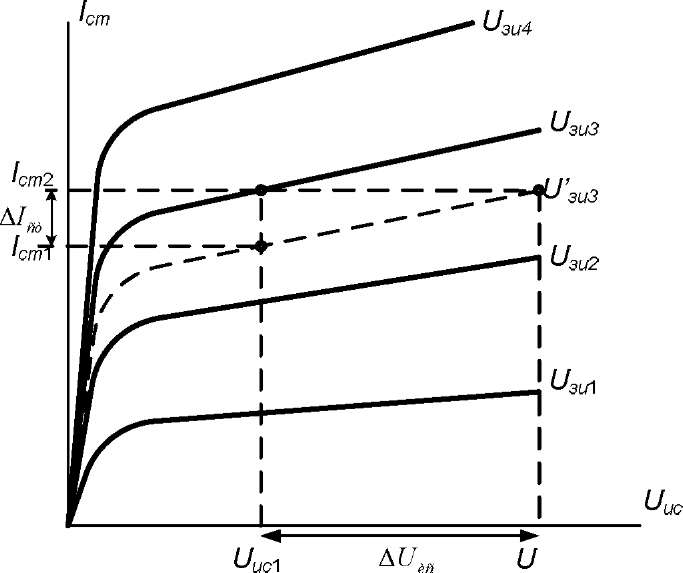 Iст
Uзи4
Uзи3
Iст2
U’зи3
ΔIñò
Iст1
Uзи2
Uзи1
Uис
Uис1
ΔUèñ
U